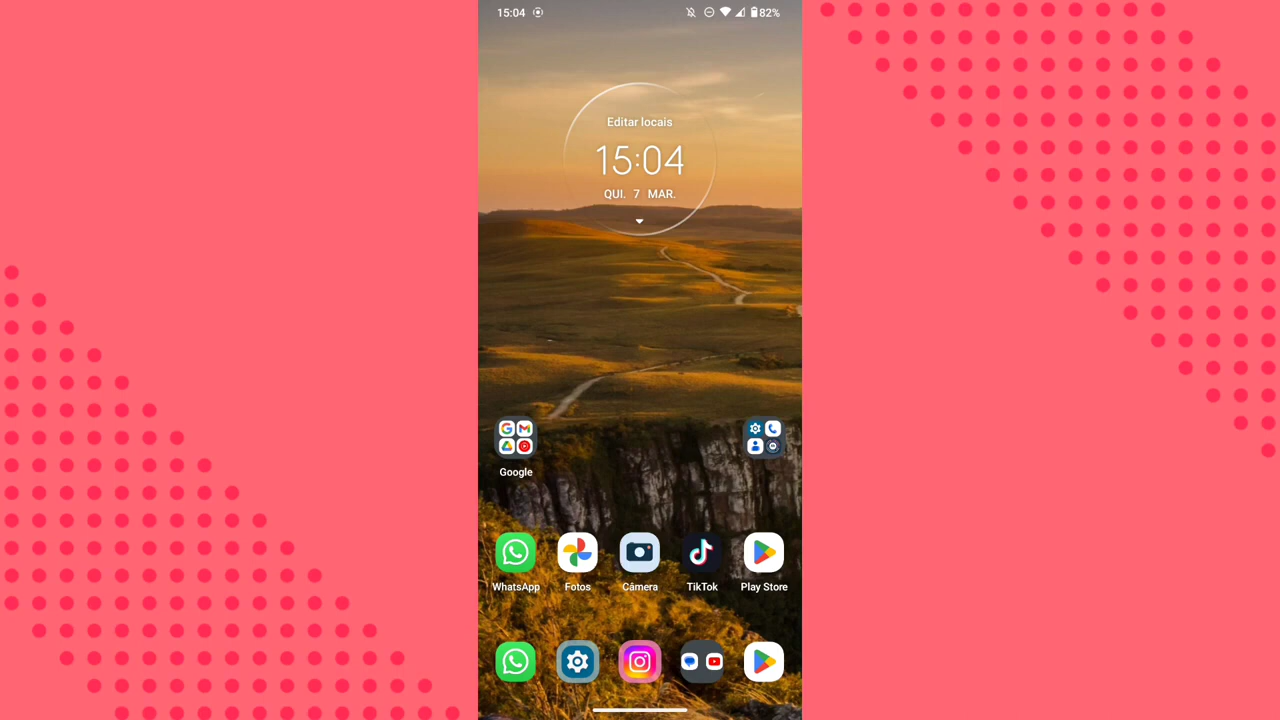 15:04
82%
Editar locais
15:04
QUI. 7 MAR.
Google
WhatsApp
Fotos
Câmera
TikTok
Play Store